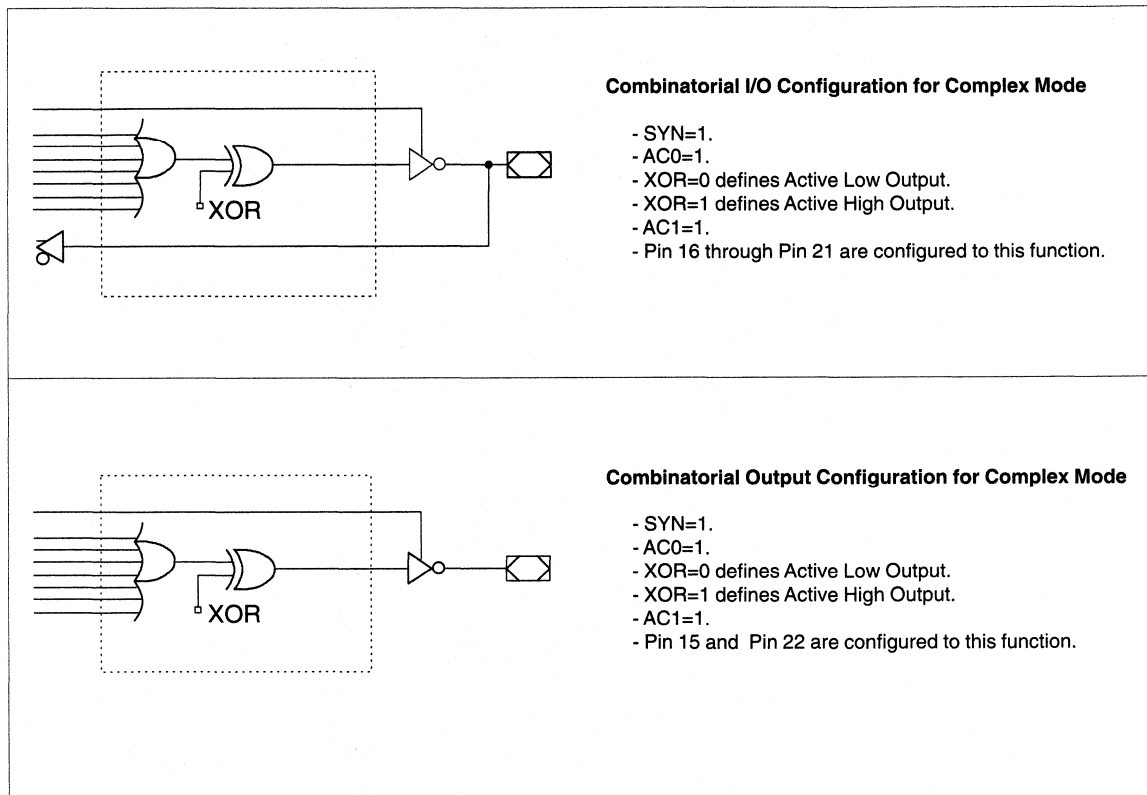 Combinatorial I/O Configuration for Complex Mode
- SYN=1.
- AC0=1.
- XOR=0 defines Active Low Output.
- XOR=1 defines Active High Output.
- AC1=1.
- Pin 16 through Pin 21 are configured to this function.
XOR
Combinatorial Output Configuration for Complex Mode
- SYN=1.
- AC0=1.
- XOR=0 defines Active Low Output.
- XOR=1 defines Active High Output.
- AC1=1.
- Pin 15 and Pin 22 are configured to this function.
XOR